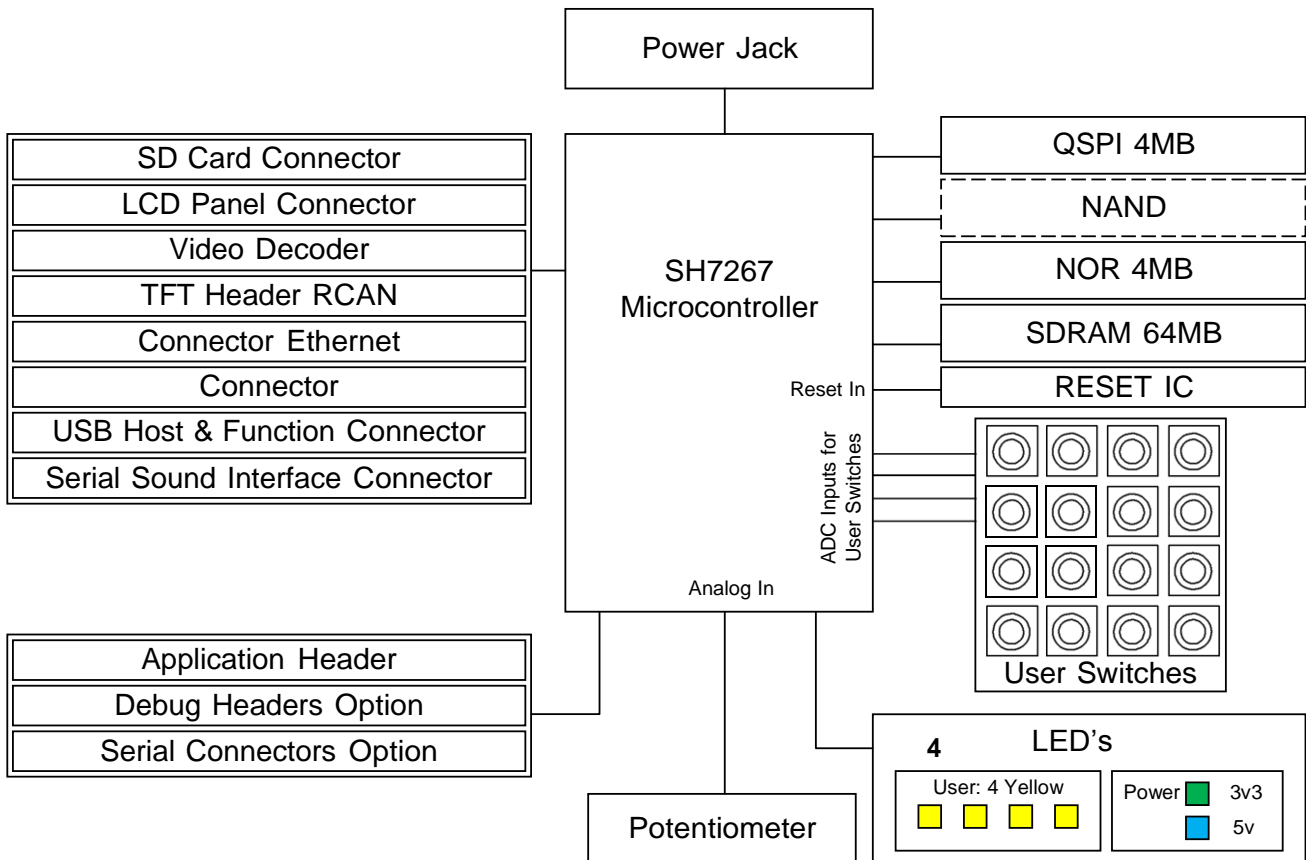 Power Jack
SD Card Connector
LCD Panel Connector
Video Decoder
TFT Header RCAN
Connector Ethernet
Connector
USB Host & Function Connector
Serial Sound Interface Connector
SH7267
Microcontroller
Reset In
ADC Inputs for
User Switches
Analog In
QSPI 4MB
NAND
NOR 4MB
SDRAM 64MB
RESET IC
User Switches
Application Header
Debug Headers Option
Serial Connectors Option
Potentiometer
4 LED's
User: 4 Yellow
Power 3v3
5v